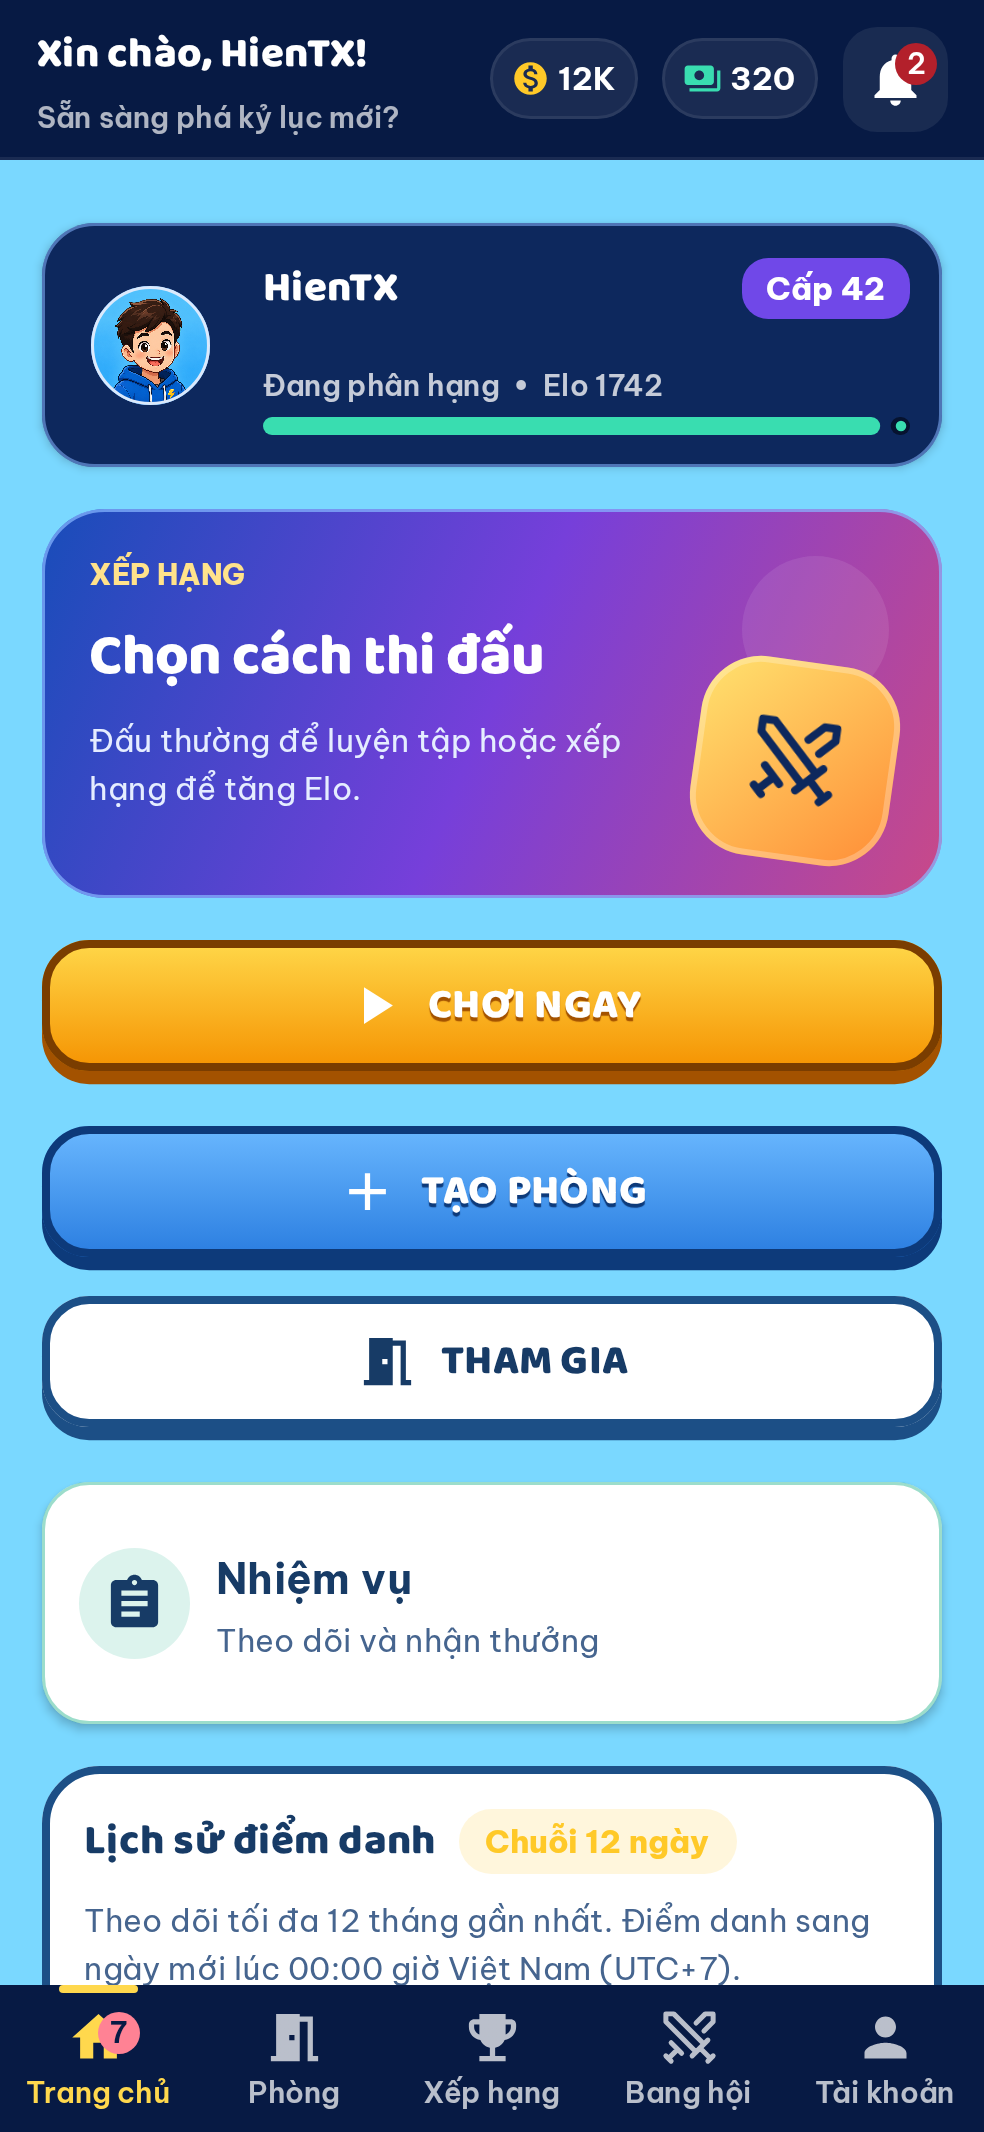 Xin chào, HienTX!
Sẵn sàng phá kỷ lục mới?
12K
320
2
HienTX
Cấp 42
Đang phân hạng • Elo 1742
XẾP HẠNG
Chọn cách thi đấu
Đấu thường để luyện tập hoặc xếp
hạng để tăng Elo.
CHƠI NGAY
TẠO PHÒNG
THAM GIA
Nhiệm vụ
Theo dõi và nhận thưởng
Lịch sử điểm danh
Chuỗi 12 ngày
Theo dõi tối đa 12 tháng gần nhất. Điểm danh sang
ngày mới lúc 00:00 giờ Việt Nam (UTC+7).
7
Trang chủ
Phòng
Xếp hạng
Bang hội
Tài khoản